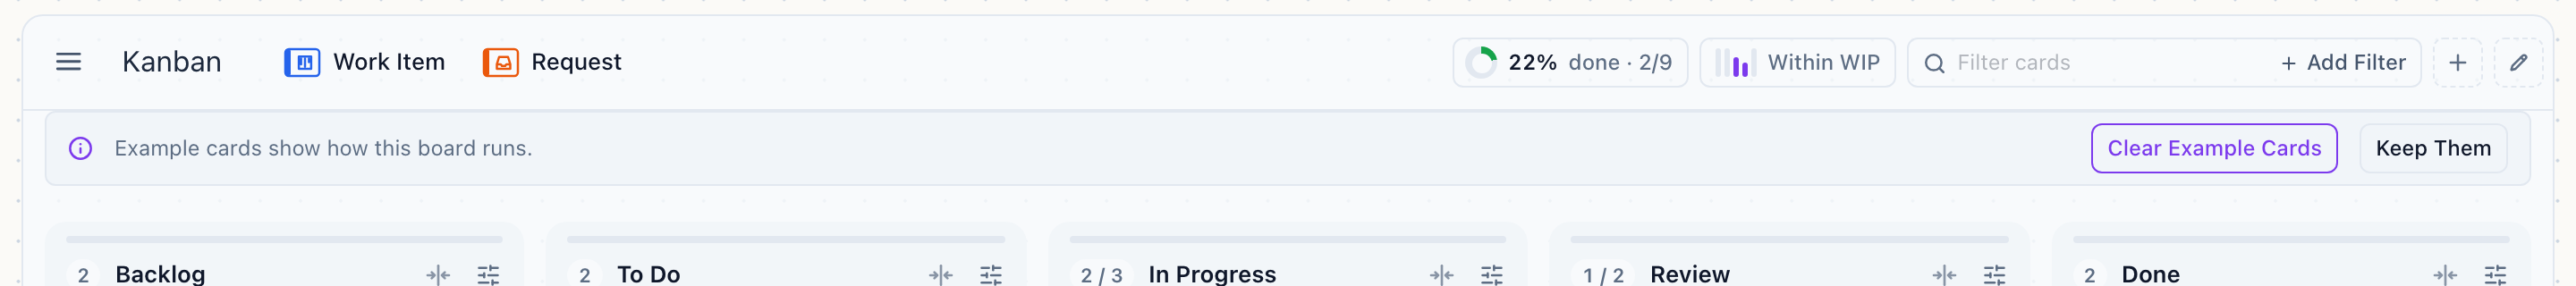 Kanban Work Item Request 22% done · 2/9 Within WIP Filter cards + Add Filter
Example cards show how this board runs. Clear Example Cards Keep Them
2 Backlog 2 To Do 2 / 3 In Progress 1 / 2 Review 2 Done